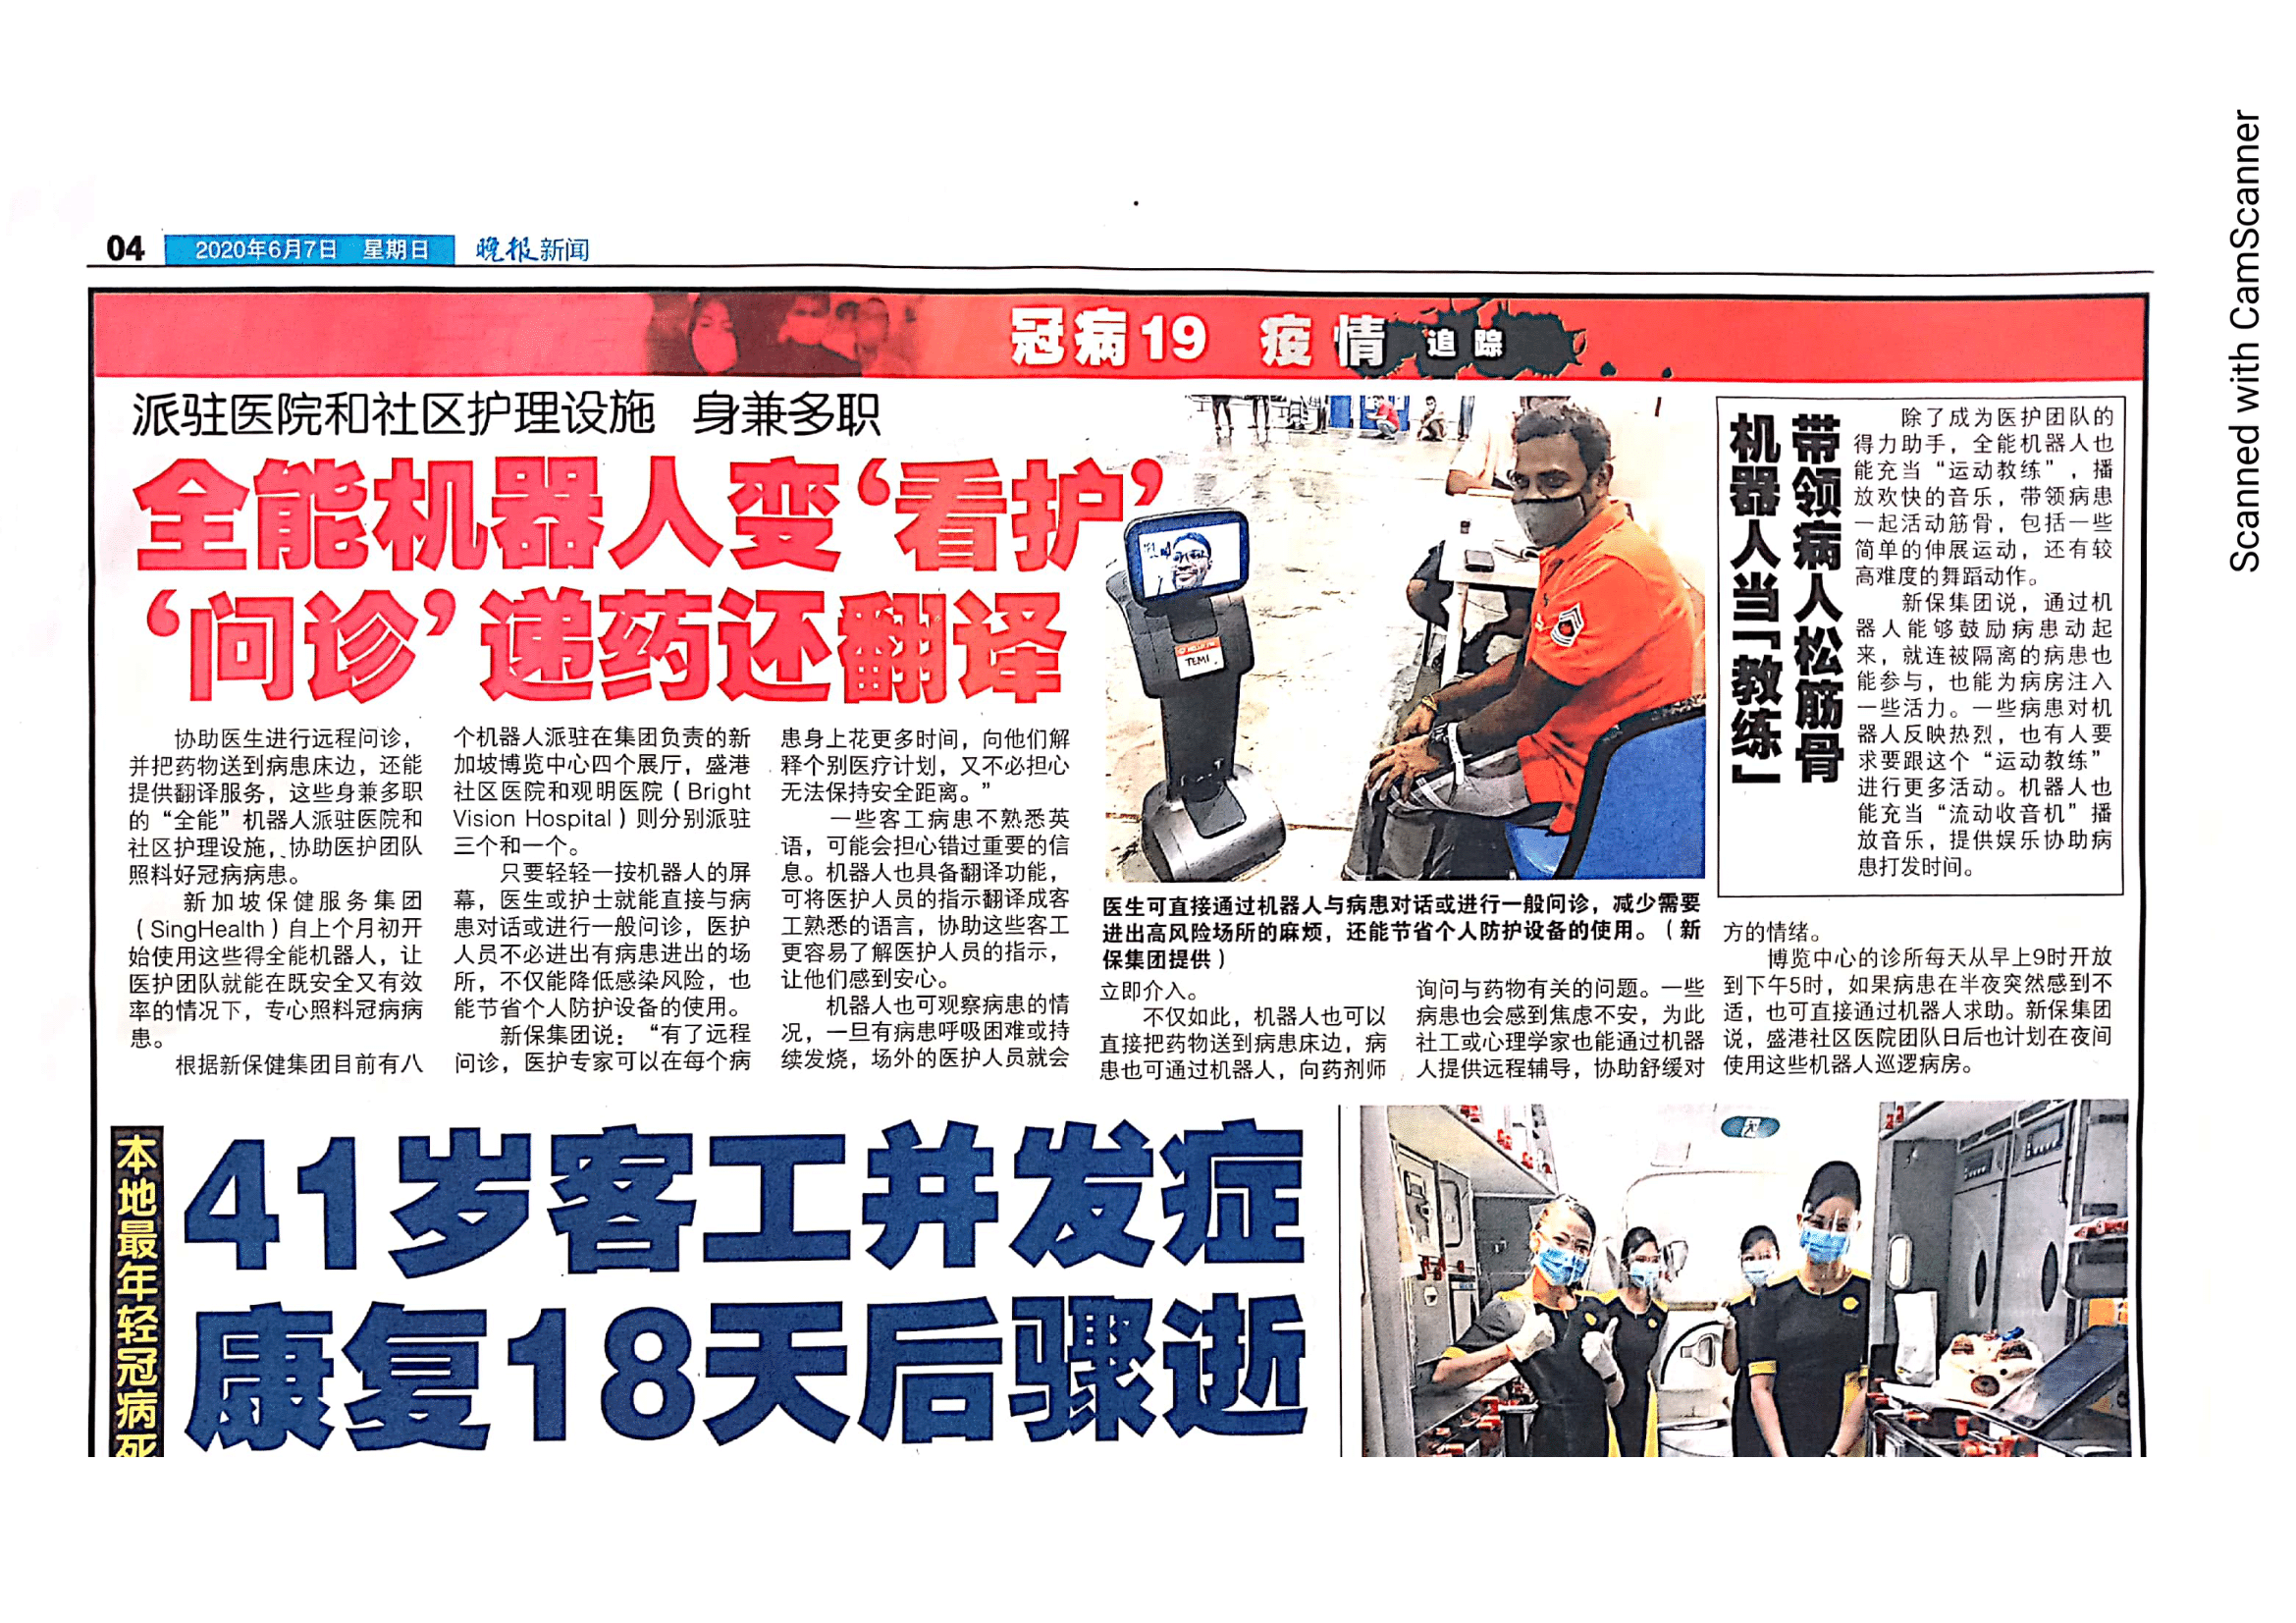 04 2020年6月7日 星期日 晚报新闻
冠病19 疫情追踪
派驻医院和社区护理设施 身兼多职
全能机器人变‘看护’
‘问诊’递药还翻译
协助医生进行远程问诊，
并把药物送到病患床边，还能
提供翻译服务，这些身兼多职
的“全能”机器人派驻医院和
社区护理设施，协助医护团队
照料好冠病病患。
新加坡保健服务集团
（SingHealth）自上个月初开
始使用这些得全能机器人，让
医护团队就能在既安全又有效
率的情况下，专心照料冠病病
患。
根据新保健集团目前有八
个机器人派驻在集团负责的新
加坡博览中心四个展厅，盛港
社区医院和观明医院（Bright
Vision Hospital）则分别派驻
三个和一个。
只要轻轻一按机器人的屏
幕，医生或护士就能直接与病
患对话或进行一般问诊，医护
人员不必进出有病患进出的场
所，不仅能降低感染风险，也
能节省个人防护设备的使用。
新保集团说：“有了远程
问诊，医护专家可以在每个病
患身上花更多时间，向他们解
释个别医疗计划，又不必担心
无法保持安全距离。”
一些客工病患不熟悉英
语，可能会担心错过重要的信
息。机器人也具备翻译功能，
可将医护人员的指示翻译成客
工熟悉的语言，协助这些客工
更容易了解医护人员的指示，
让他们感到安心。
机器人也可观察病患的情
况，一旦有病患呼吸困难或持
续发烧，场外的医护人员就会
TEMI
医生可直接通过机器人与病患对话或进行一般问诊，减少需要
进出高风险场所的麻烦，还能节省个人防护设备的使用。（新
保集团提供）
立即介入。
不仅如此，机器人也可以
直接把药物送到病患床边，病
患也可通过机器人，向药剂师
询问与药物有关的问题。一些
病患也会感到焦虑不安，为此
社工或心理学家也能通过机器
人提供远程辅导，协助舒缓对
方的情绪。
博览中心的诊所每天从早上9时开放
到下午5时，如果病患在半夜突然感到不
适，也可直接通过机器人求助。新保集团
说，盛港社区医院团队日后也计划在夜间
使用这些机器人巡逻病房。
带领病人松筋骨
机器人当「教练」
除了成为医护团队的
得力助手，全能机器人也
能充当“运动教练”，播
放欢快的音乐，带领病患
一起活动筋骨，包括一些
简单的伸展运动，还有较
高难度的舞蹈动作。
新保集团说，通过机
器人能够鼓励病患动起
来，就连被隔离的病患也
能参与，也能为病房注入
一些活力。一些病患对机
器人反映热烈，也有人要
求要跟这个“运动教练”
进行更多活动。机器人也
能充当“流动收音机”播
放音乐，提供娱乐协助病
患打发时间。
本地最年轻冠病死
41岁客工并发症
康复18天后骤逝
Scanned with CamScanner